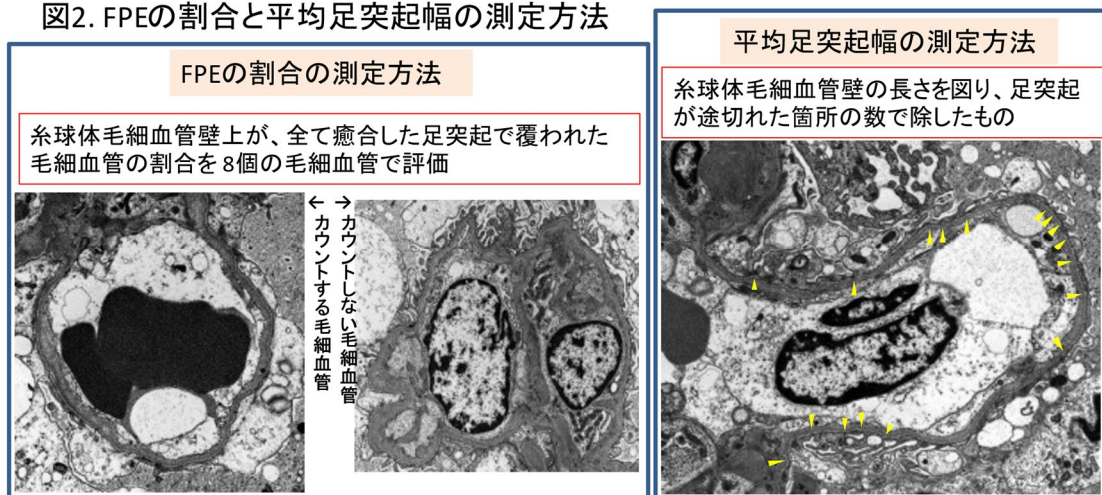 図2. FPEの割合と平均足突起幅の測定方法
FPEの割合の測定方法
糸球体毛細血管壁上が、全て癒合した足突起で覆われた
毛細血管の割合を8個の毛細血管で評価
←カウントする毛細血管
→カウントしない毛細血管
平均足突起幅の測定方法
糸球体毛細血管壁の長さを図り、足突起
が途切れた箇所の数で除したもの